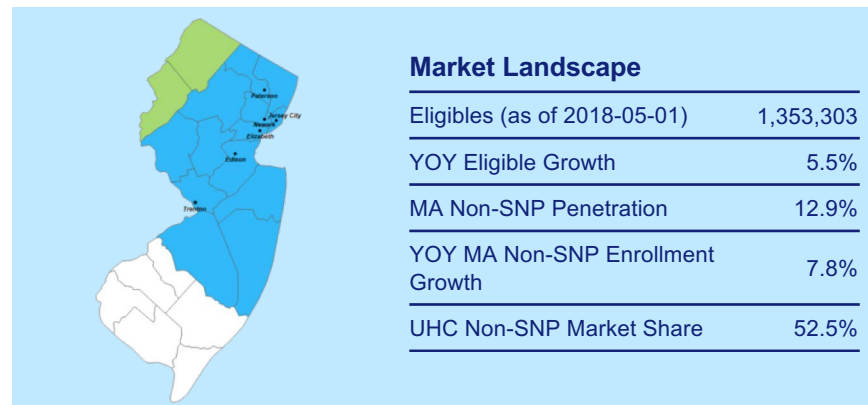 Paterson
Jersey City
Newark
Elizabeth
Edison
Trenton
Market Landscape
Eligibles (as of 2018-05-01) 1,353,303
YOY Eligible Growth 5.5%
MA Non-SNP Penetration 12.9%
YOY MA Non-SNP Enrollment
Growth 7.8%
UHC Non-SNP Market Share 52.5%